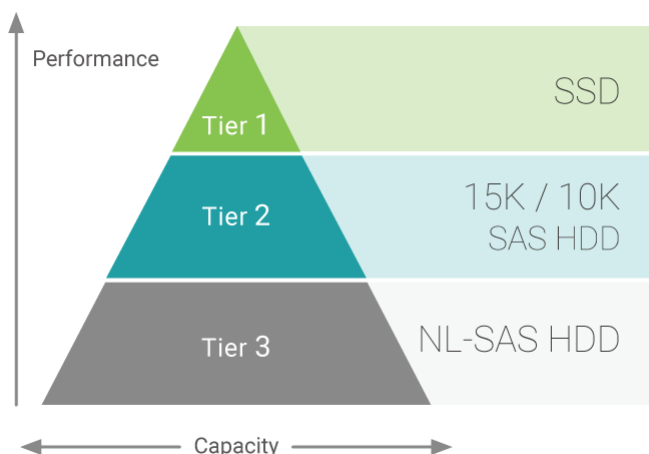 Performance
SSD
Tier 1
15K / 10K
SAS HDD
Tier 2
NL-SAS HDD
Tier 3
Capacity